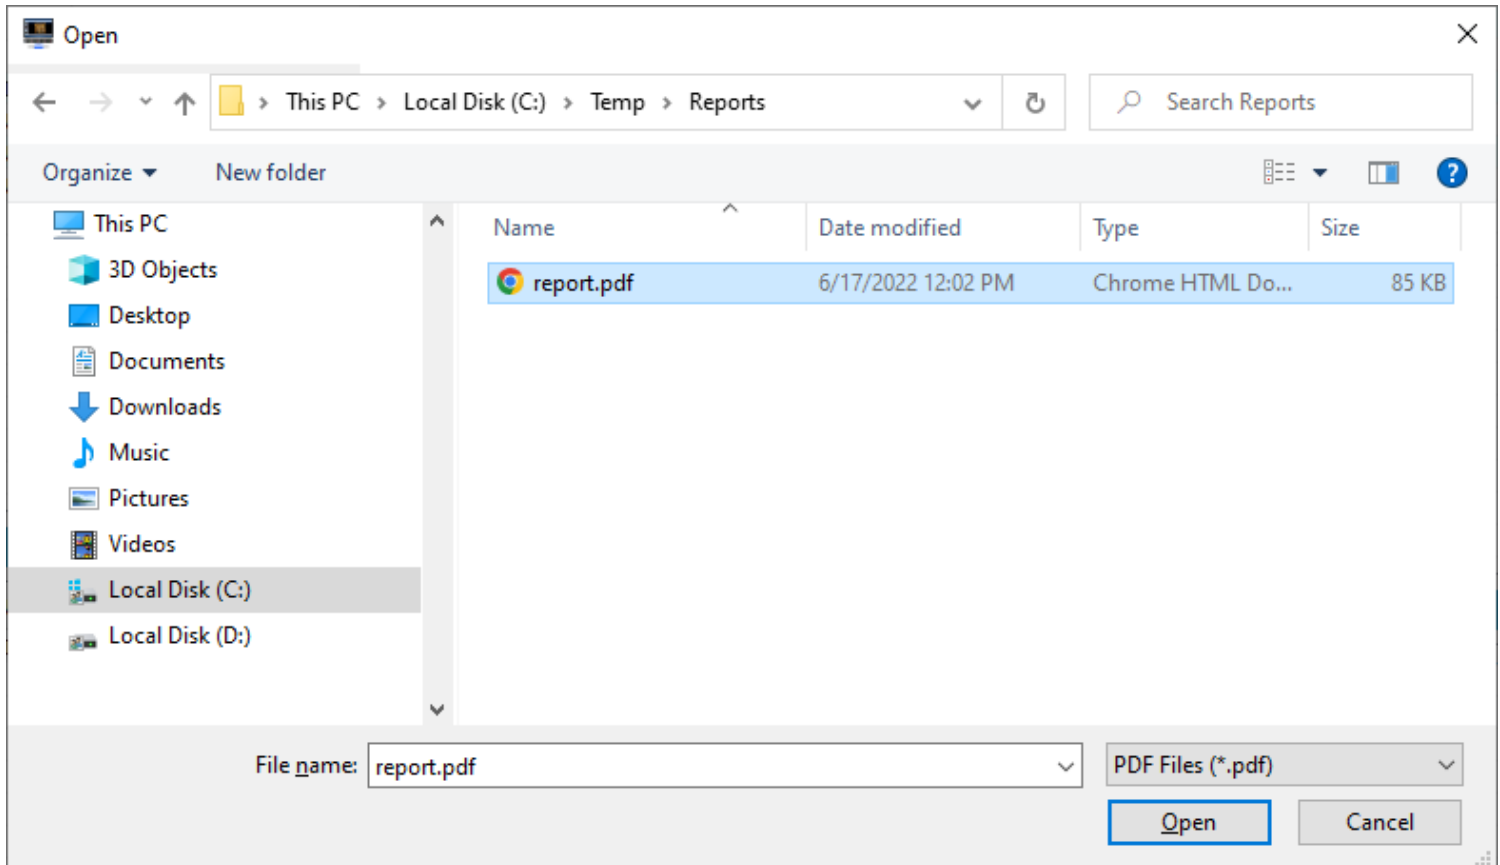 Open
This PC > Local Disk (C:) > Temp > Reports
Search Reports
Organize
New folder
This PC
3D Objects
Desktop
Documents
Downloads
Music
Pictures
Videos
Local Disk (C:)
Local Disk (D:)
Name Date modified Type Size
report.pdf 6/17/2022 12:02 PM Chrome HTML Do... 85 KB
File name: report.pdf
PDF Files (*.pdf)
Open Cancel